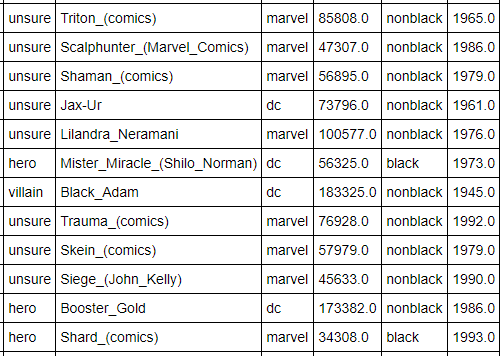 unsure Triton_(comics) marvel 85808.0 nonblack 1965.0
unsure Scalphunter_(Marvel_Comics) marvel 47307.0 nonblack 1986.0
unsure Shaman_(comics) marvel 56895.0 nonblack 1979.0
unsure Jax-Ur dc 73796.0 nonblack 1961.0
unsure Lilandra_Neramani marvel 100577.0 nonblack 1976.0
hero Mister_Miracle_(Shilo_Norman) dc 56325.0 black 1973.0
villain Black_Adam dc 183325.0 nonblack 1945.0
unsure Trauma_(comics) marvel 76928.0 nonblack 1992.0
unsure Skein_(comics) marvel 57979.0 nonblack 1979.0
unsure Siege_(John_Kelly) marvel 45633.0 nonblack 1990.0
hero Booster_Gold dc 173382.0 nonblack 1986.0
hero Shard_(comics) marvel 34308.0 black 1993.0